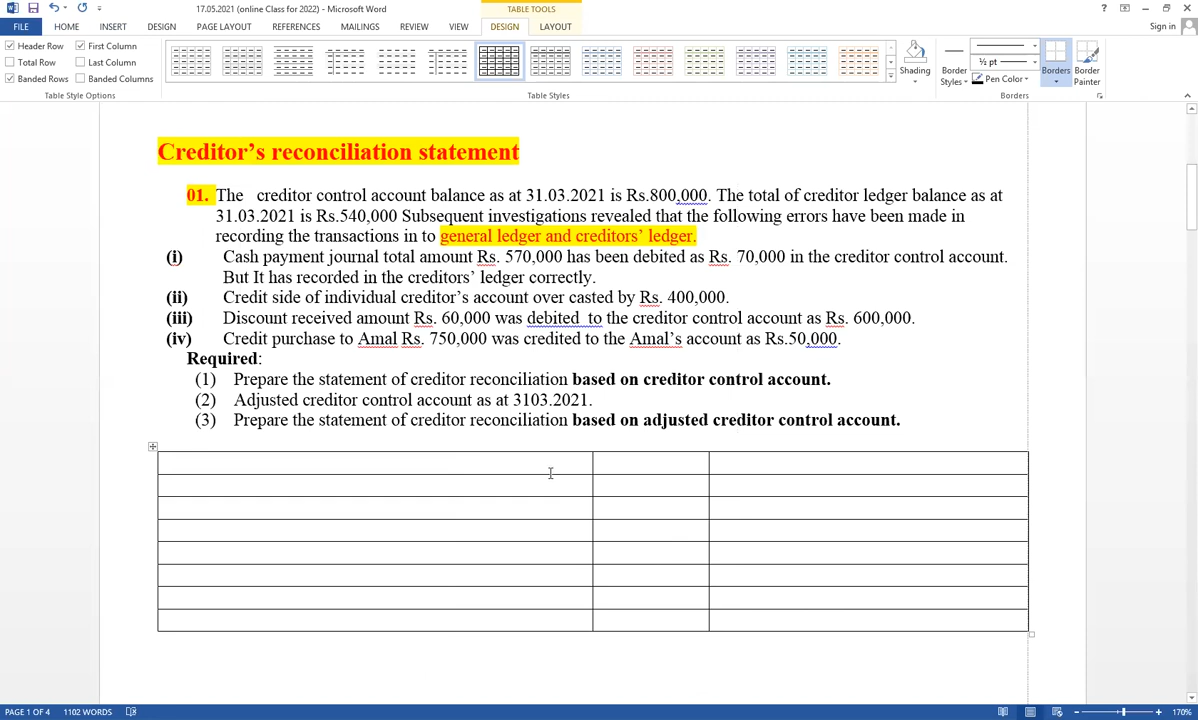 17.05.2021 (online Class for 2022) - Microsoft Word
TABLE TOOLS
?
Sign in
FILE HOME INSERT DESIGN PAGE LAYOUT REFERENCES MAILINGS REVIEW VIEW DESIGN LAYOUT
Header Row First Column
Total Row Last Column
Banded Rows Banded Columns
Table Style Options
Table Styles
Shading
Border Styles
½ pt
Pen Color
Borders
Border Painter
Borders
Creditor’s reconciliation statement
01. The creditor control account balance as at 31.03.2021 is Rs.800,000. The total of creditor ledger balance as at
31.03.2021 is Rs.540,000 Subsequent investigations revealed that the following errors have been made in
recording the transactions in to general ledger and creditors’ ledger.
(i) Cash payment journal total amount Rs. 570,000 has been debited as Rs. 70,000 in the creditor control account.
But It has recorded in the creditors’ ledger correctly.
(ii) Credit side of individual creditor’s account over casted by Rs. 400,000.
(iii) Discount received amount Rs. 60,000 was debited to the creditor control account as Rs. 600,000.
(iv) Credit purchase to Amal Rs. 750,000 was credited to the Amal’s account as Rs.50,000.
Required:
(1) Prepare the statement of creditor reconciliation based on creditor control account.
(2) Adjusted creditor control account as at 3103.2021.
(3) Prepare the statement of creditor reconciliation based on adjusted creditor control account.
PAGE 1 OF 4 1102 WORDS
170%